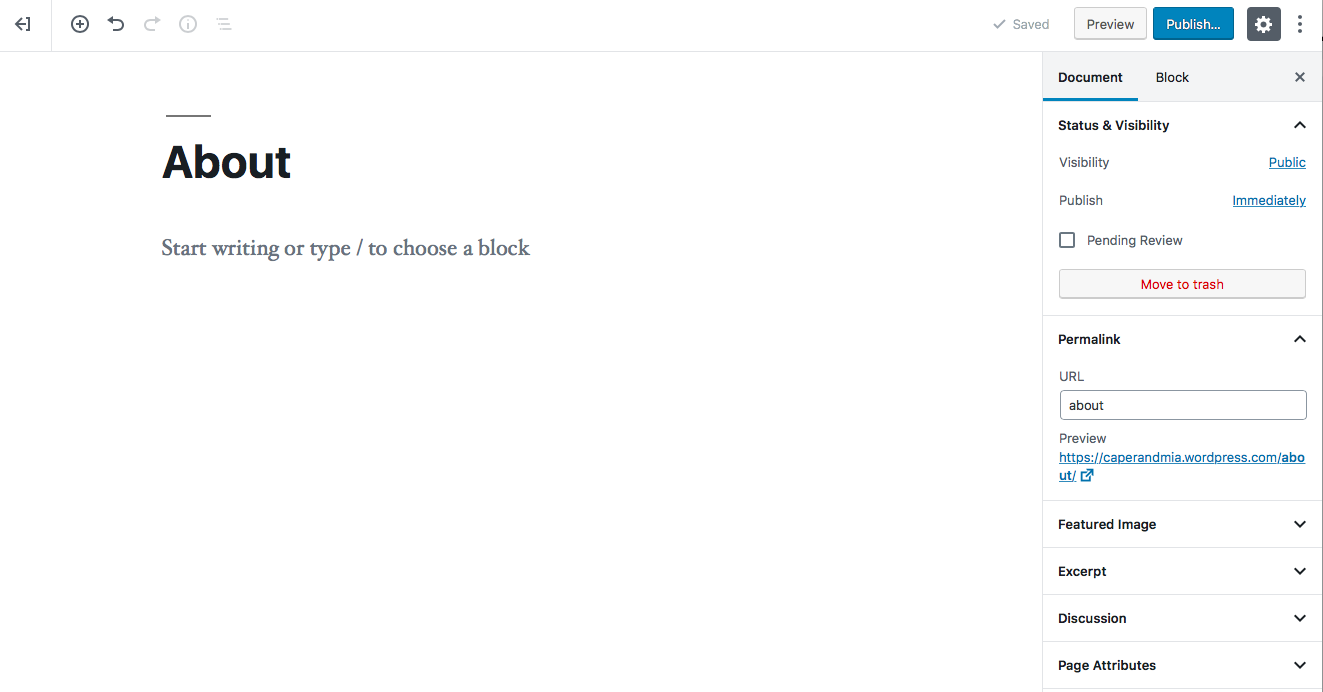 Saved
Preview
Publish...
Document
Block
Status & Visibility
Visibility
Public
Publish
Immediately
Pending Review
Move to trash
Permalink
URL
about
Preview
https://caperandmia.wordpress.com/abo
ut/
Featured Image
Excerpt
Discussion
Page Attributes
About
Start writing or type / to choose a block